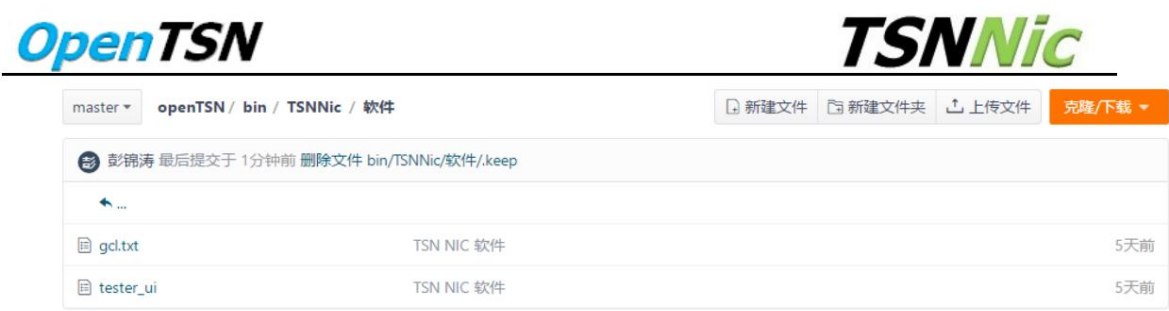 OpenTSN TSNNic
master openTSN / bin / TSNNic / 软件 新建文件 新建文件夹 上传文件 克隆/下载
彭 彭锦涛 最后提交于 1分钟前 删除文件 bin/TSNNic/软件/.keep
...
gcl.txt TSN NIC 软件 5天前
tester_ui TSN NIC 软件 5天前